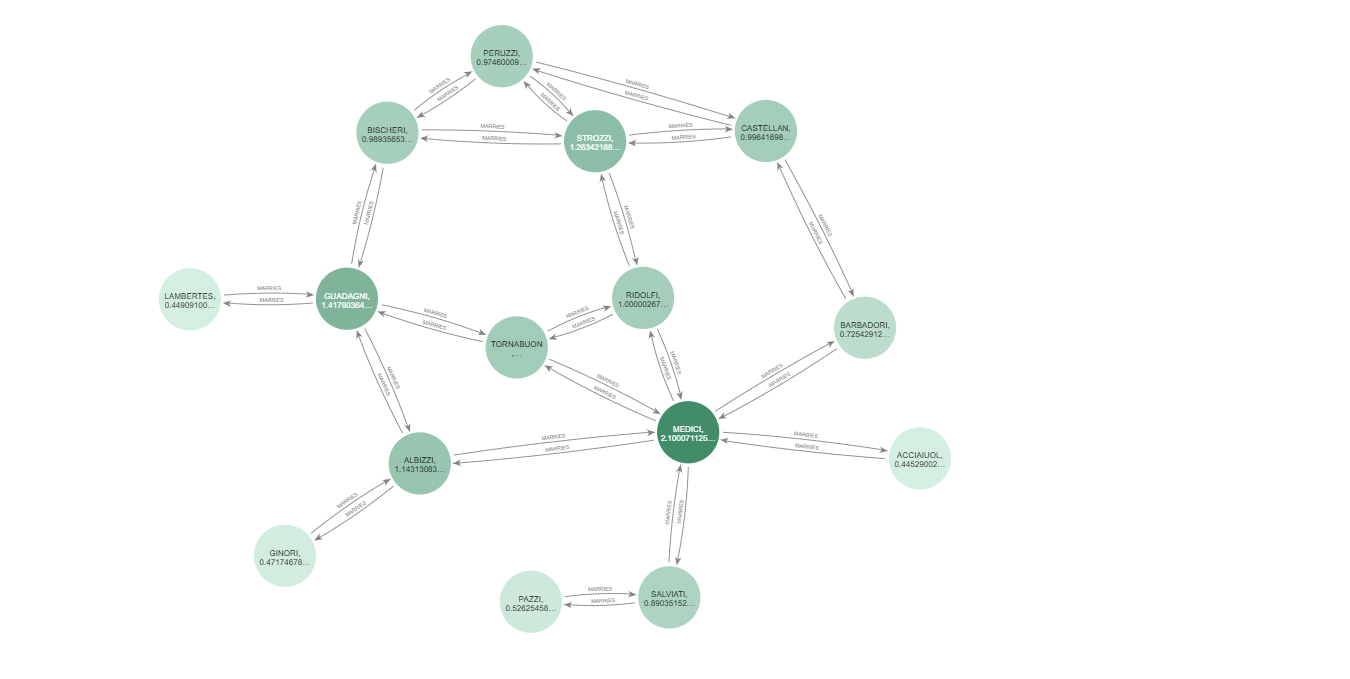 PERUZZI,
0.97460009…
MARRIES
MARRIES
MARRIES
MARRIES
MARRIES
MARRIES
BISCHERI,
0.96935653…
MARRIES
MARRIES
STROZZI,
1.26342188…
MARRIES
MARRIES
CASTELLAN,
0.99641698…
MARRIES
MARRIES
MARRIES
MARRIES
MARRIES
MARRIES
LAMBERTES,
0.44909100…
MARRIES
MARRIES
GUADAGNI,
1.41790364…
MARRIES
MARRIES
TORNABUON
,…
MARRIES
MARRIES
RIDOLFI,
1.00000267…
BARBADORI,
0.72542912…
MARRIES
MARRIES
MARRIES
MARRIES
MARRIES
MARRIES
MARRIES
MARRIES
MEDICI,
2.100071125…
MARRIES
MARRIES
ACCIAIUOL,
0.44529002…
ALBIZZI,
1.14313083…
MARRIES
MARRIES
MARRIES
MARRIES
GINORI,
0.47174678…
MARRIES
MARRIES
PAZZI,
0.52625458…
MARRIES
MARRIES
SALVIATI,
0.89035152…